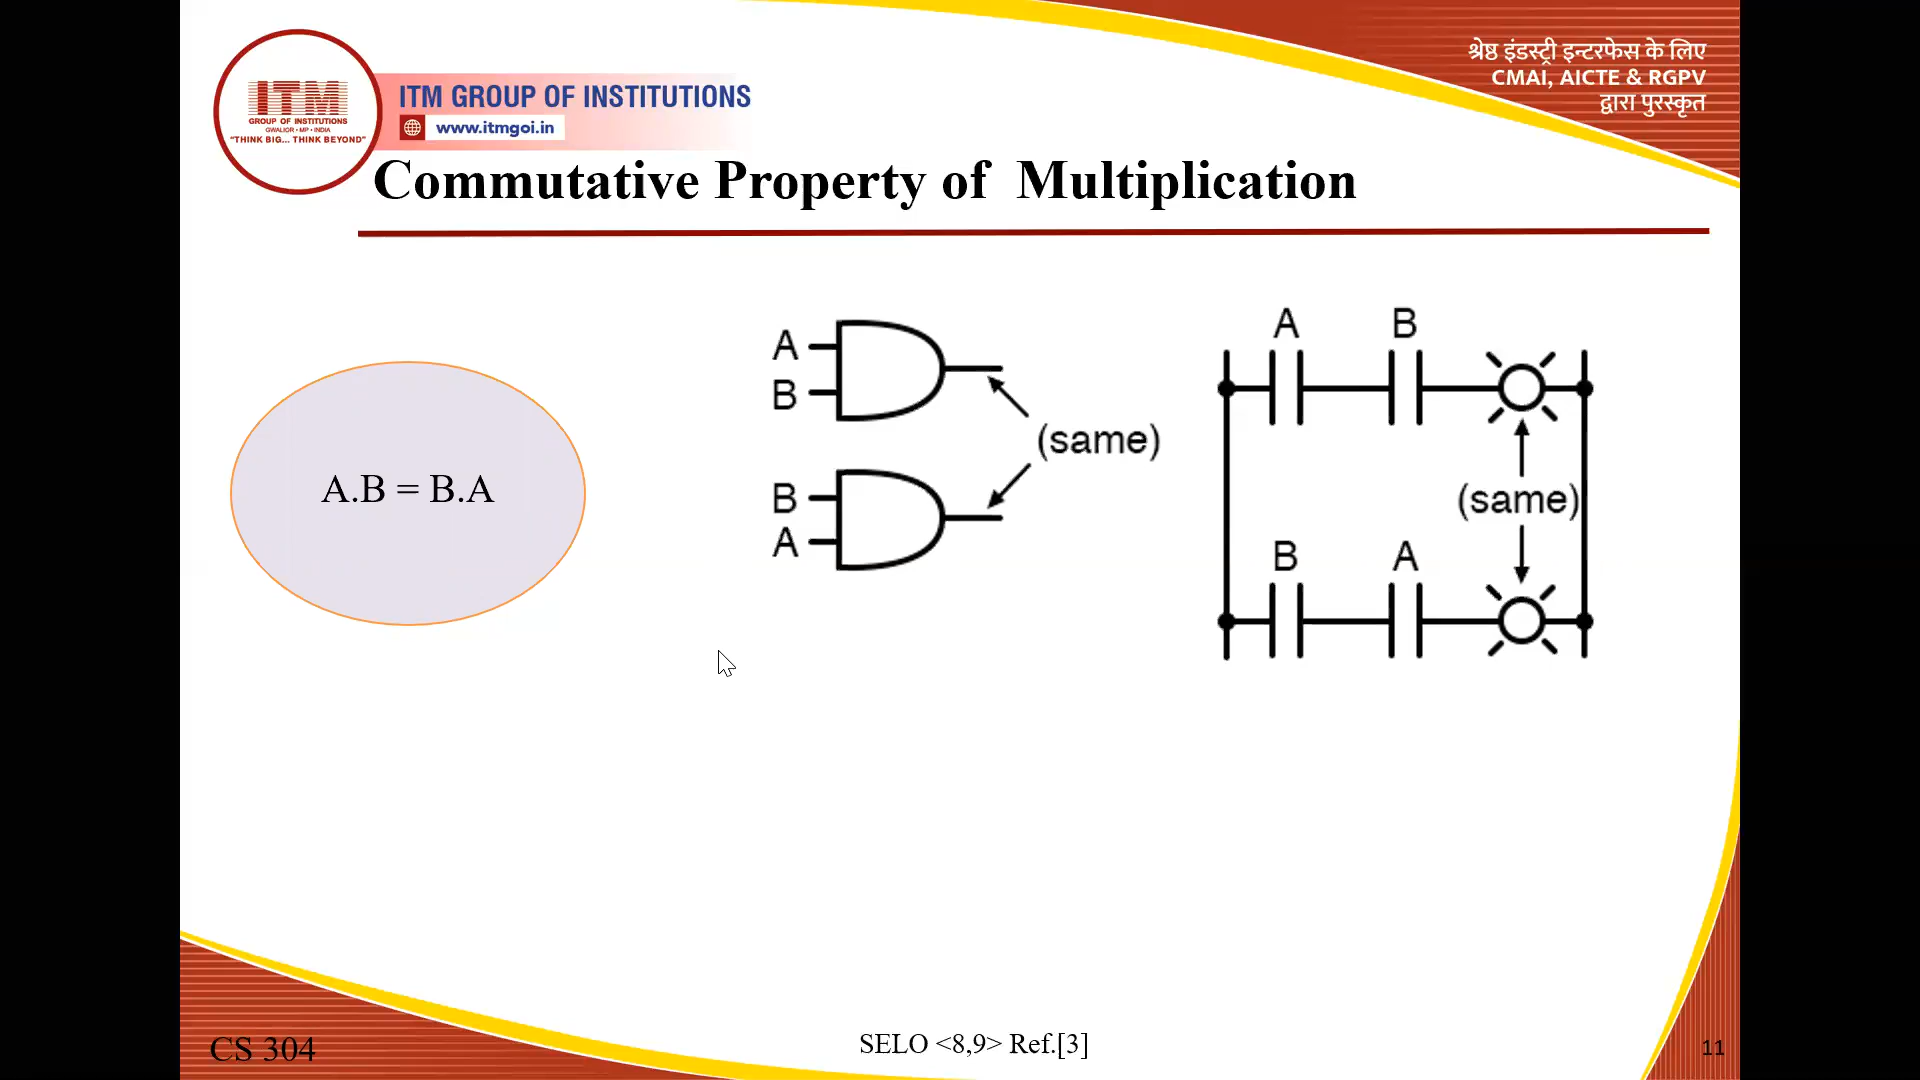 ITM
GROUP OF INSTITUTIONS
GWALIOR • MP • INDIA
"THINK BIG... THINK BEYOND"
ITM GROUP OF INSTITUTIONS
www.itmgoi.in
श्रेष्ठ इंडस्ट्री इन्टरफेस के लिए
CMAI, AICTE & RGPV
द्वारा पुरस्कृत
Commutative Property of Multiplication
A.B = B.A
A
B
(same)
B
A
A B
(same)
B A
CS 304
SELO <8,9> Ref.[3]
11